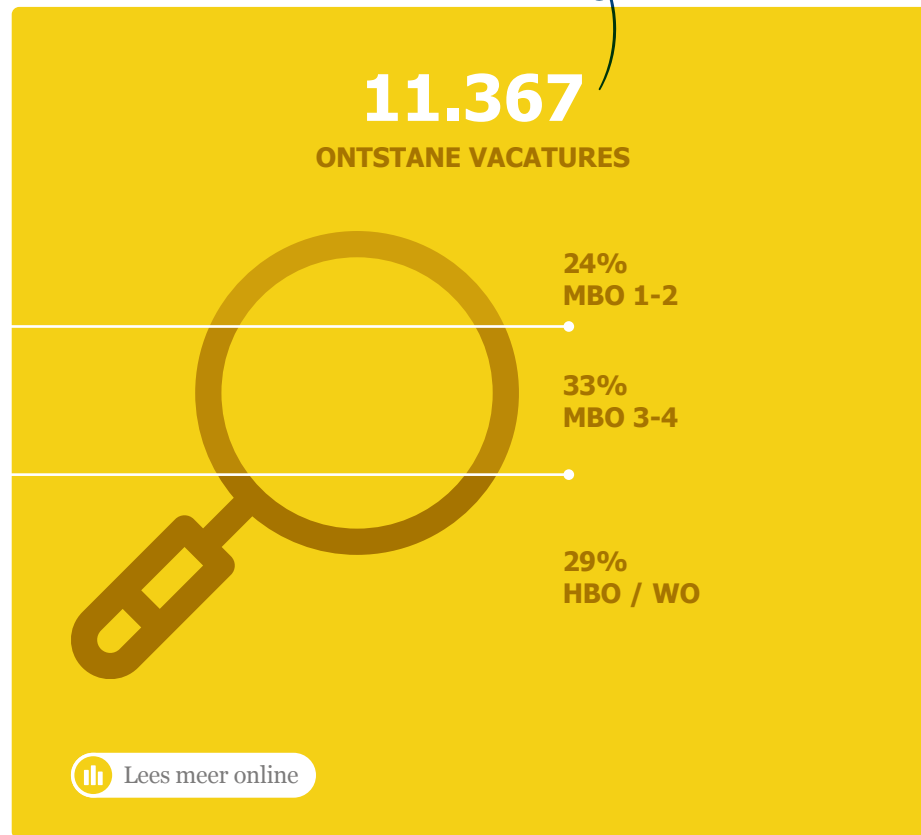 11.367
ONTSTANE VACATURES
24%
MBO 1-2
33%
MBO 3-4
29%
HBO / WO
Lees meer online